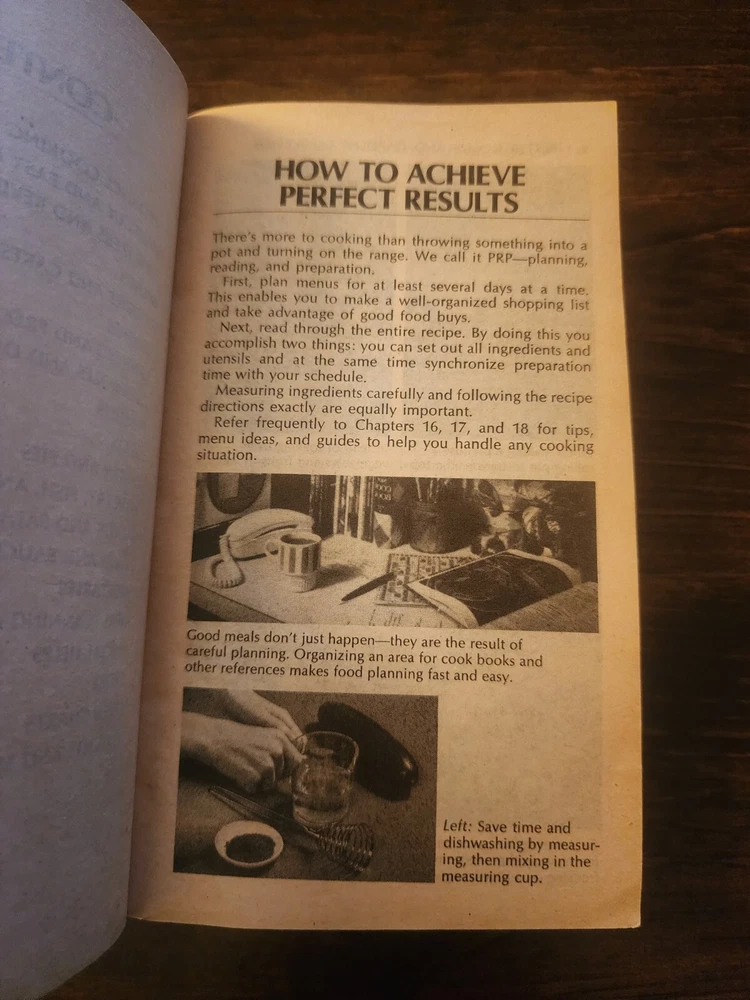 HOW TO ACHIEVE
PERFECT RESULTS
There's more to cooking than throwing something into a
pot and turning on the range. We call it PRP—planning,
reading, and preparation.
First, plan menus for at least several days at a time.
This enables you to make a well-organized shopping list
and take advantage of good food buys.
Next, read through the entire recipe. By doing this you
accomplish two things: you can set out all ingredients and
utensils and at the same time synchronize preparation
time with your schedule.
Measuring ingredients carefully and following the recipe
directions exactly are equally important.
Refer frequently to Chapters 16, 17, and 18 for tips,
menu ideas, and guides to help you handle any cooking
situation.
Good meals don't just happen—they are the result of
careful planning. Organizing an area for cook books and
other references makes food planning fast and easy.
Left: Save time and
dishwashing by measur-
ing, then mixing in the
measuring cup.